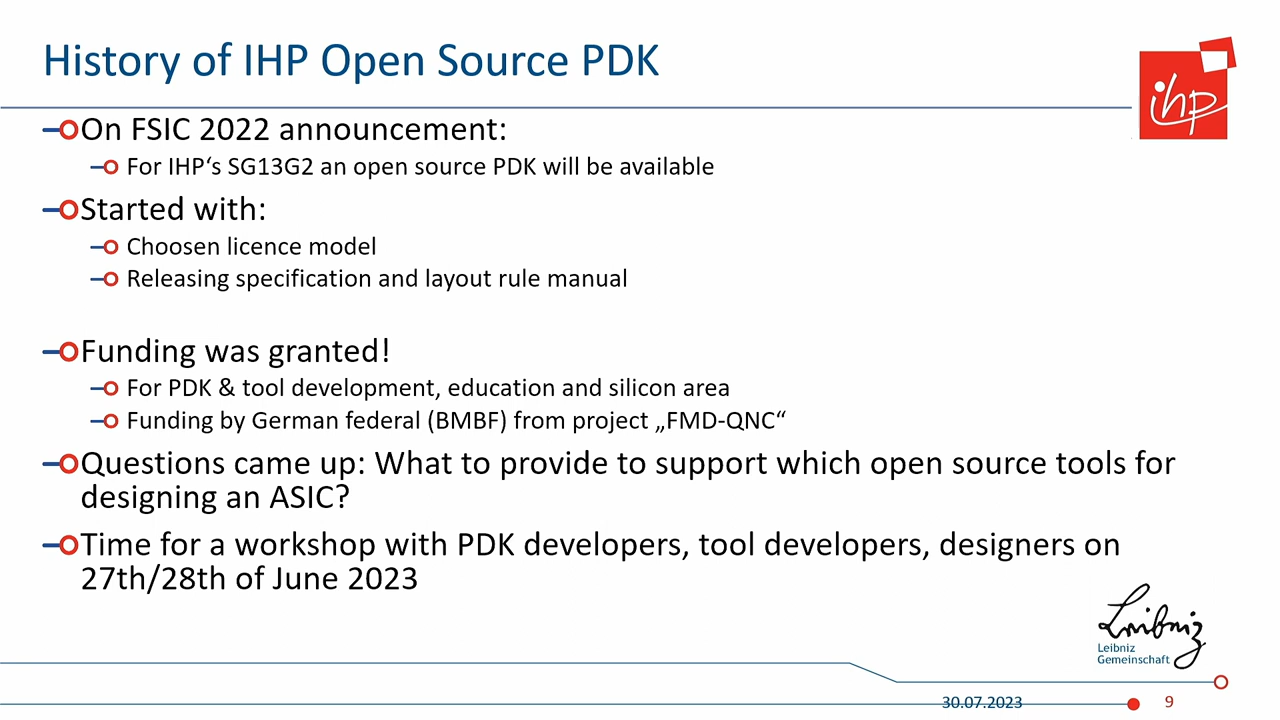 History of IHP Open Source PDK
ihp
On FSIC 2022 announcement:
For IHP‘s SG13G2 an open source PDK will be available
Started with:
Choosen licence model
Releasing specification and layout rule manual
Funding was granted!
For PDK & tool development, education and silicon area
Funding by German federal (BMBF) from project „FMD-QNC“
Questions came up: What to provide to support which open source tools for
designing an ASIC?
Time for a workshop with PDK developers, tool developers, designers on
27th/28th of June 2023
Leibniz
Leibniz
Gemeinschaft
30.07.2023
9